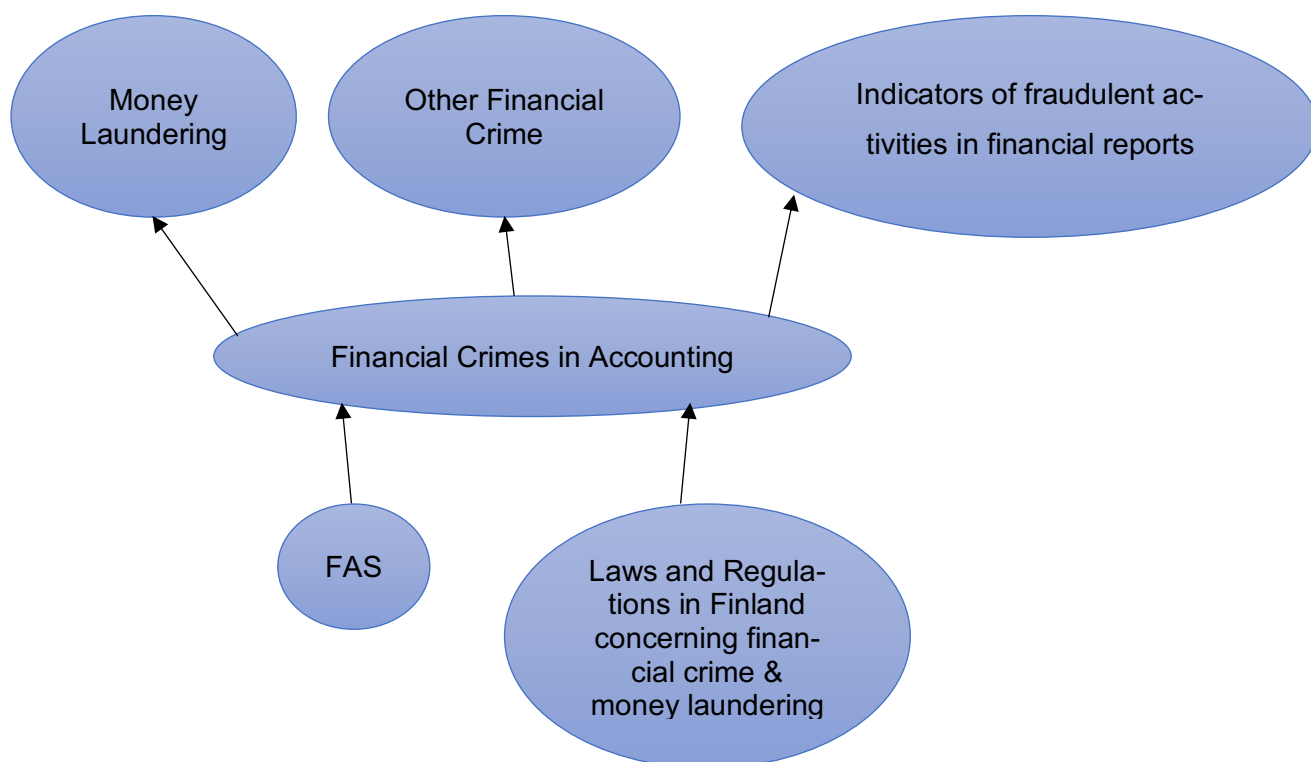 Money
Laundering
Other Financial
Crime
Indicators of fraudulent ac-
tivities in financial reports
Financial Crimes in Accounting
FAS
Laws and Regula-
tions in Finland
concerning finan-
cial crime &
money laundering